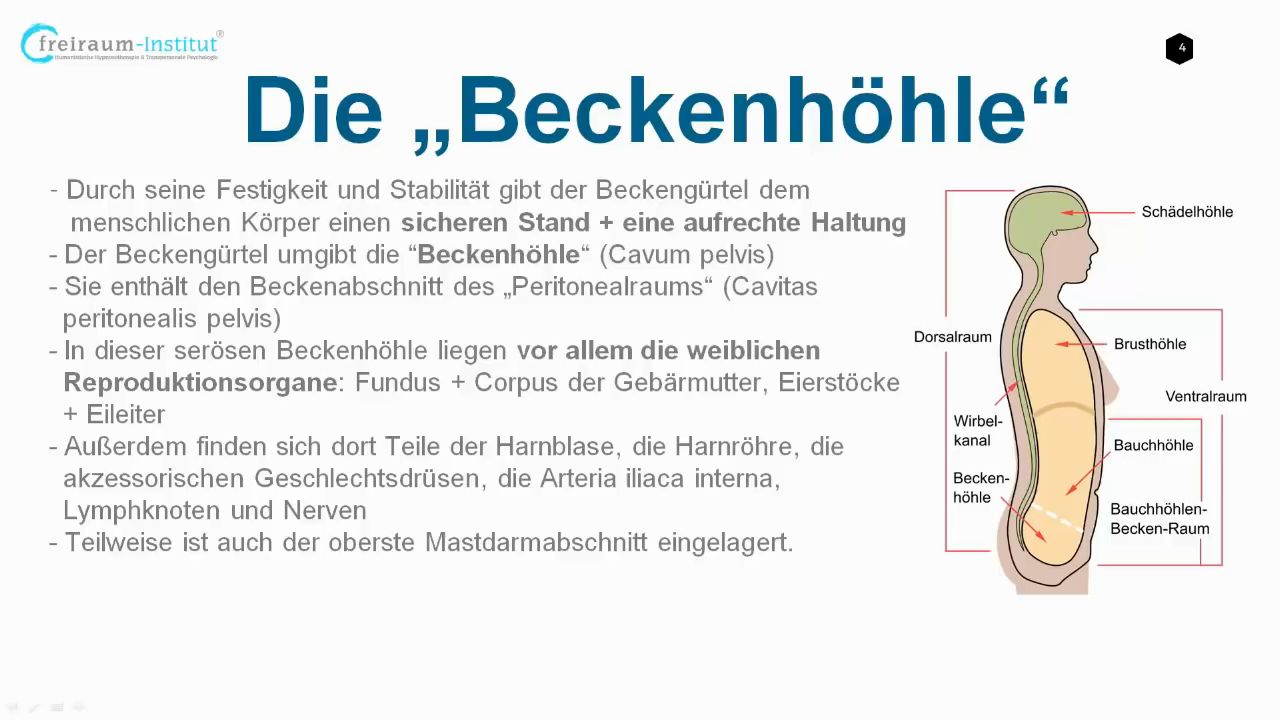 freiraum-Institut®
Humanistische Hypnosetherapie & Transpersonale Psychologie
4
Die „Beckenhöhle“
- Durch seine Festigkeit und Stabilität gibt der Beckengürtel dem
menschlichen Körper einen sicheren Stand + eine aufrechte Haltung
- Der Beckengürtel umgibt die “Beckenhöhle“ (Cavum pelvis)
- Sie enthält den Beckenabschnitt des „Peritonealraums“ (Cavitas
peritonealis pelvis)
- In dieser serösen Beckenhöhle liegen vor allem die weiblichen
Reproduktionsorgane: Fundus + Corpus der Gebärmutter, Eierstöcke
+ Eileiter
- Außerdem finden sich dort Teile der Harnblase, die Harnröhre, die
akzessorischen Geschlechtsdrüsen, die Arteria iliaca interna,
Lymphknoten und Nerven
- Teilweise ist auch der oberste Mastdarmabschnitt eingelagert.
Schädelhöhle
Dorsalraum
Brusthöhle
Ventralraum
Wirbel-
kanal
Bauchhöhle
Becken-
höhle
Bauchhöhlen-
Becken-Raum